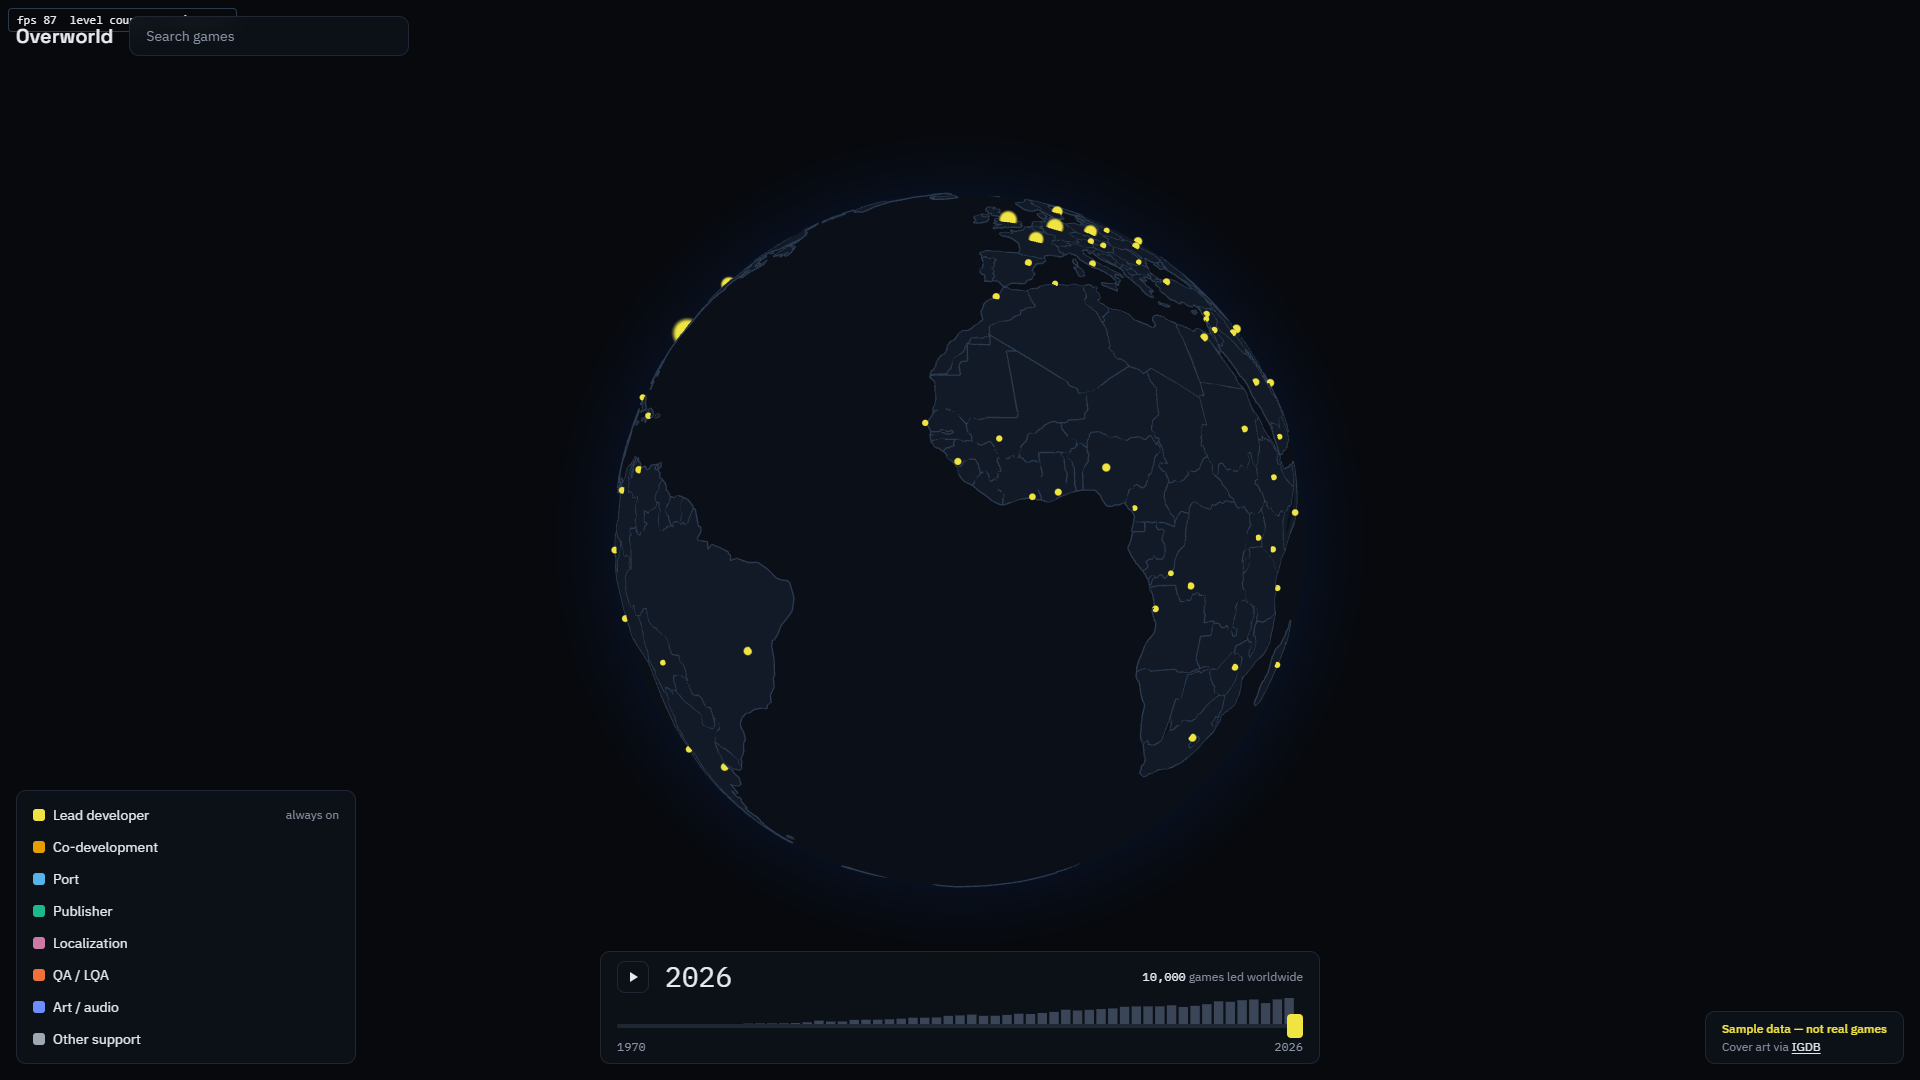 fps 87 level
Overworld
Search games
Lead developer always on
Co-development
Port
Publisher
Localization
QA / LQA
Art / audio
Other support
2026
10,000 games led worldwide
1970
2026
Sample data — not real games
Cover art via IGDB